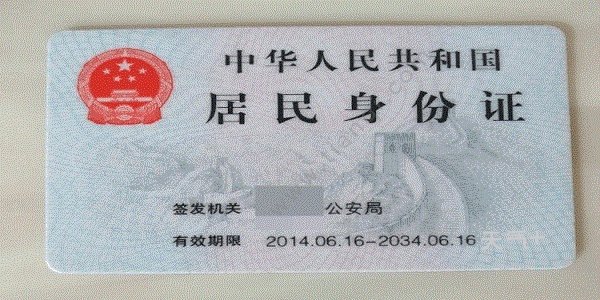 中华人民共和国
居民身份证
签发机关 公安局
有效期限 2014.06.16-2034.06.16